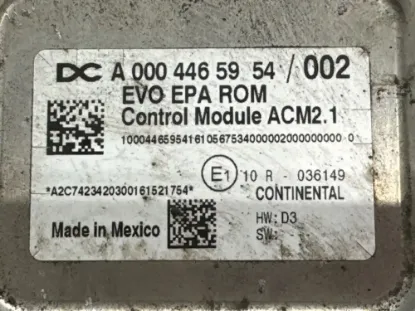 DC A 000 446 59 54 / 002
EVO EPA ROM
Control Module ACM2.1
10004465954161056753400000200000000 0
E1 10 R - 036149
*A2C7423420300161521754*
CONTINENTAL
HW: D3
Made in Mexico
SW: